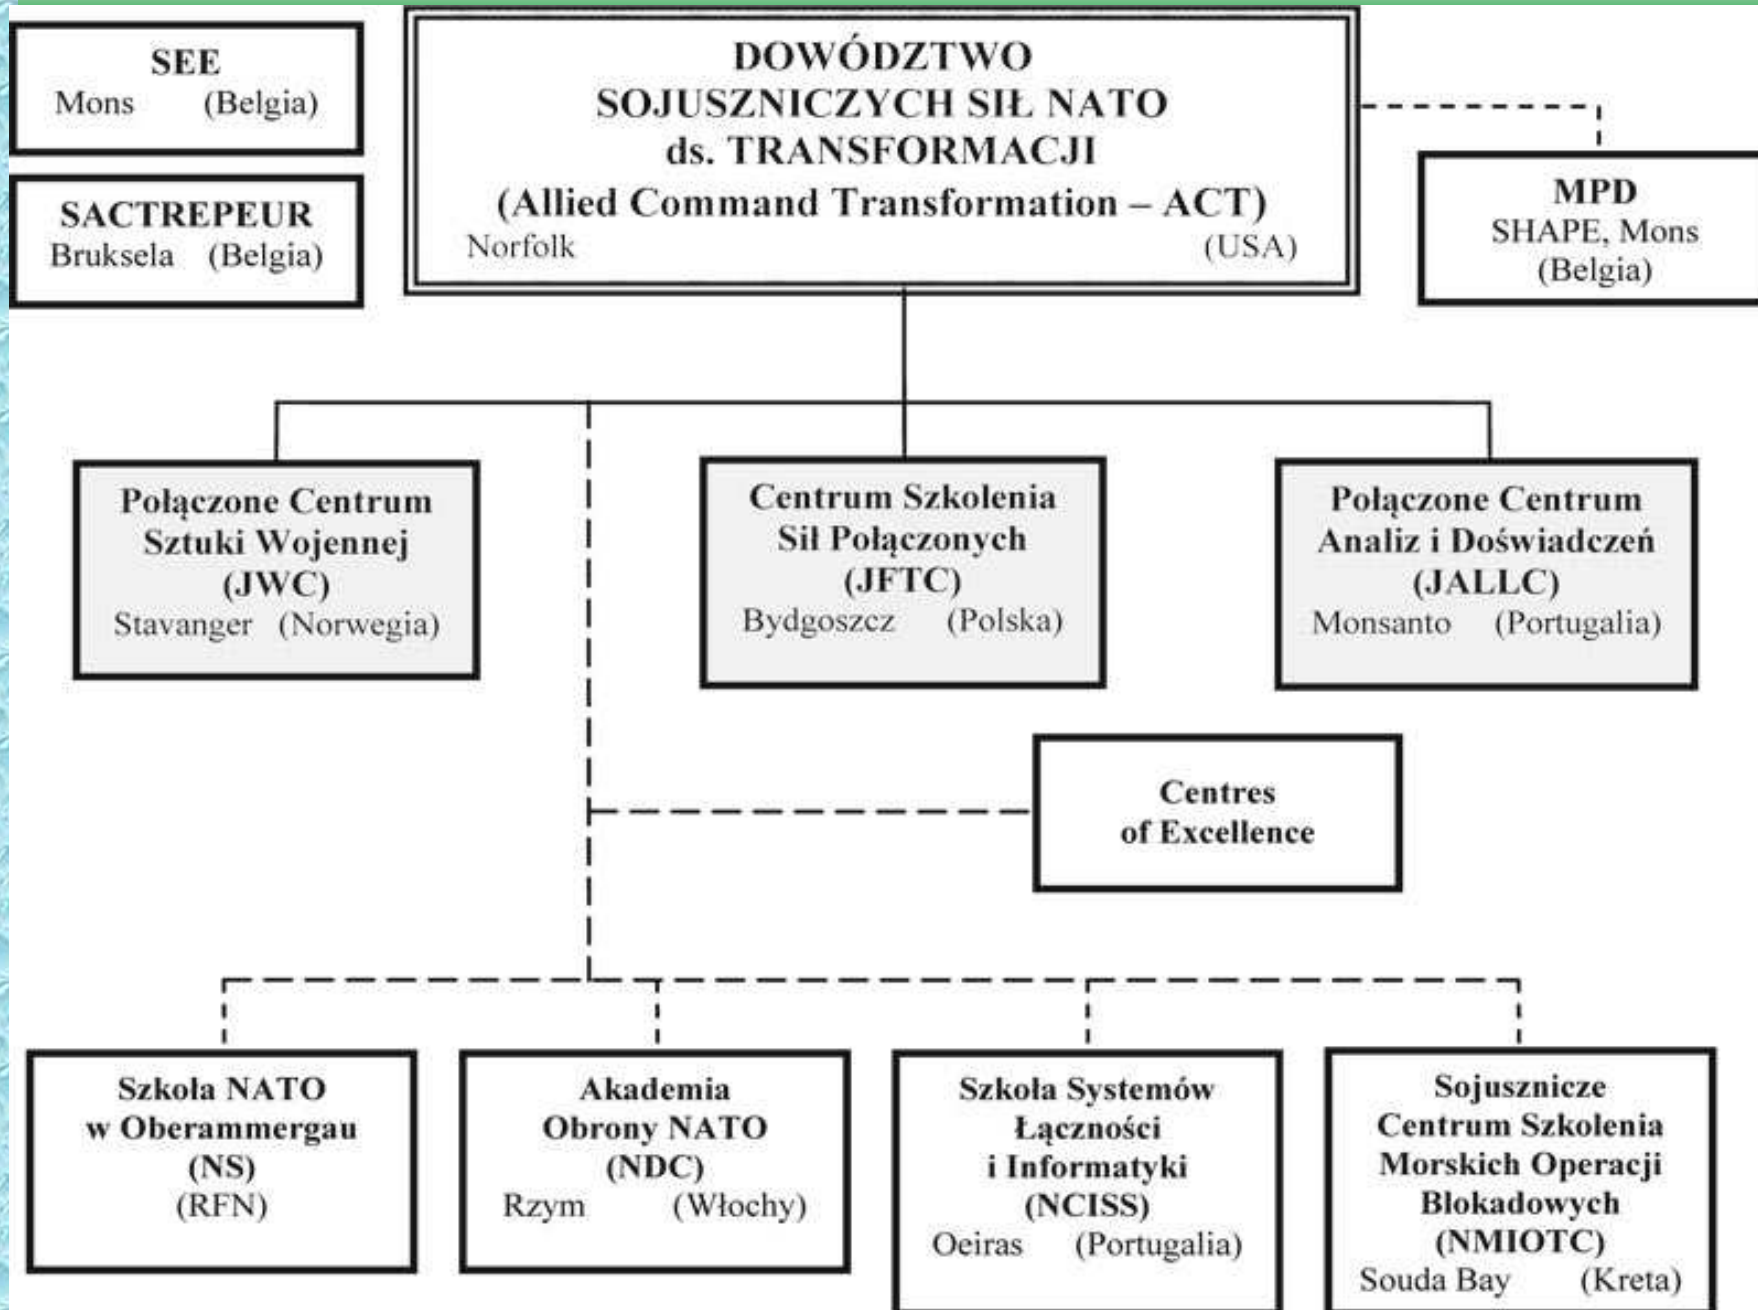 SEE
Mons (Belgia)
SACTREPEUR
Bruksela (Belgia)
DOWÓDZTWO
SOJUSZNICZYCH SIŁ NATO
ds. TRANSFORMACJI
(Allied Command Transformation – ACT)
Norfolk (USA)
MPD
SHAPE, Mons
(Belgia)
Połączone Centrum
Sztuki Wojennej
(JWC)
Stavanger (Norwegia)
Centrum Szkolenia
Sił Połączonych
(JFTC)
Bydgoszcz (Polska)
Połączone Centrum
Analiz i Doświadczeń
(JALLC)
Monsanto (Portugalia)
Centres
of Excellence
Szkoła NATO
w Oberammergau
(NS)
(RFN)
Akademia
Obrony NATO
(NDC)
Rzym (Włochy)
Szkoła Systemów
Łączności
i Informatyki
(NCISS)
Oeiras (Portugalia)
Sojusznicze
Centrum Szkolenia
Morskich Operacji
Blokadowych
(NMIOTC)
Souda Bay (Kreta)